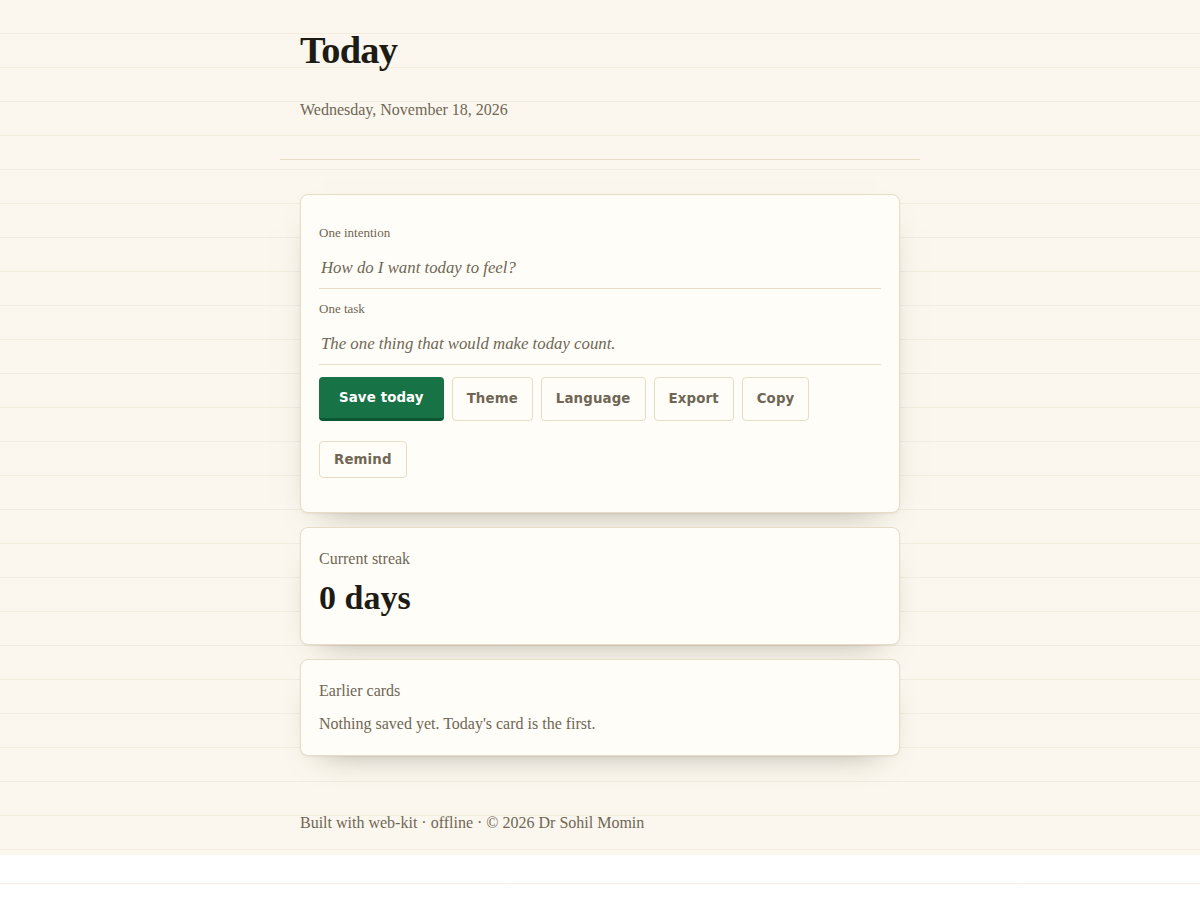 Today
Wednesday, November 18, 2026
One intention
How do I want today to feel?
One task
The one thing that would make today count.
Save today Theme Language Export Copy
Remind
Current streak
0 days
Earlier cards
Nothing saved yet. Today's card is the first.
Built with web-kit · offline · © 2026 Dr Sohil Momin